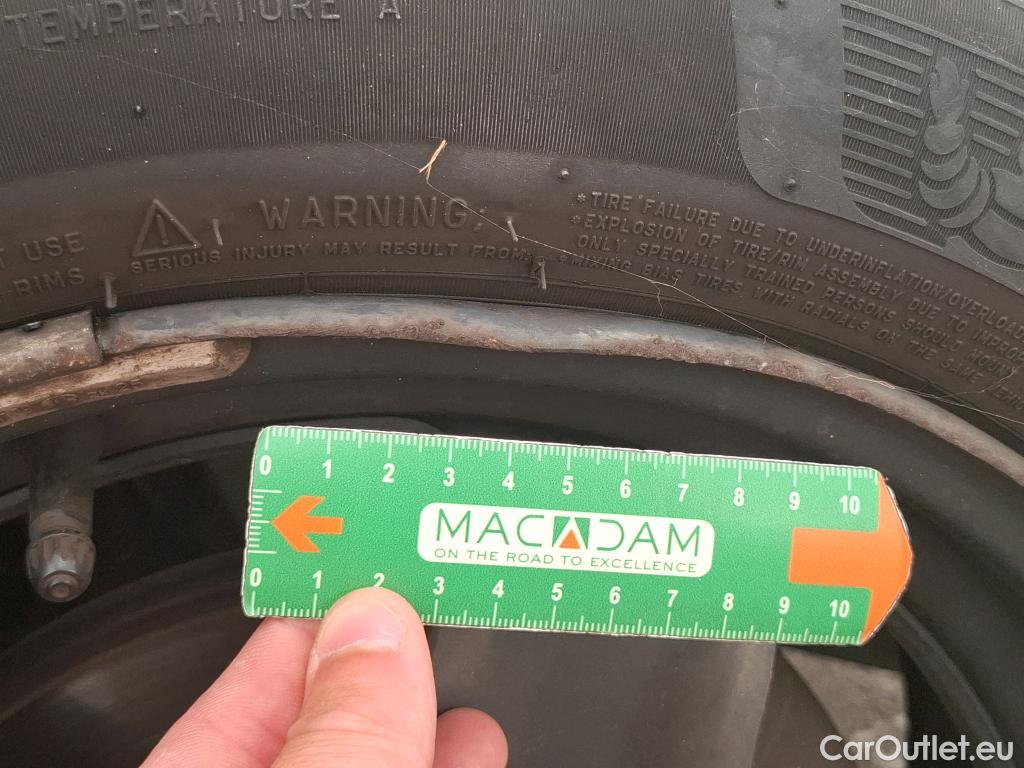 TEMPERATURE A
WARNING;
SERIOUS INJURY MAY RESULT FROM:
T USE
RIMS
*TIRE FAILURE DUE TO UNDERINFLATION/OVERLOAD
*EXPLOSION OF TIRE/RIM ASSEMBLY DUE TO IMPROP
ONLY SPECIALLY TRAINED PERSONS SHOULD MOUNT
*MIXING BIAS TIRES WITH RADIALS ON THE SAME VEHIC
0 1 2 3 4 5 6 7 8 9 10
MACADAM
ON THE ROAD TO EXCELLENCE
0 1 2 3 4 5 6 7 8 9 10
CarOutlet.eu